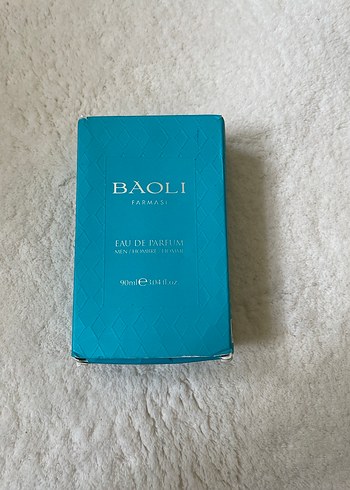 BAOLI
FARMASI
EAU DE PARFUM
MEN / HOMBRE / HOMME
90ml ℮ 3.04 fl.oz